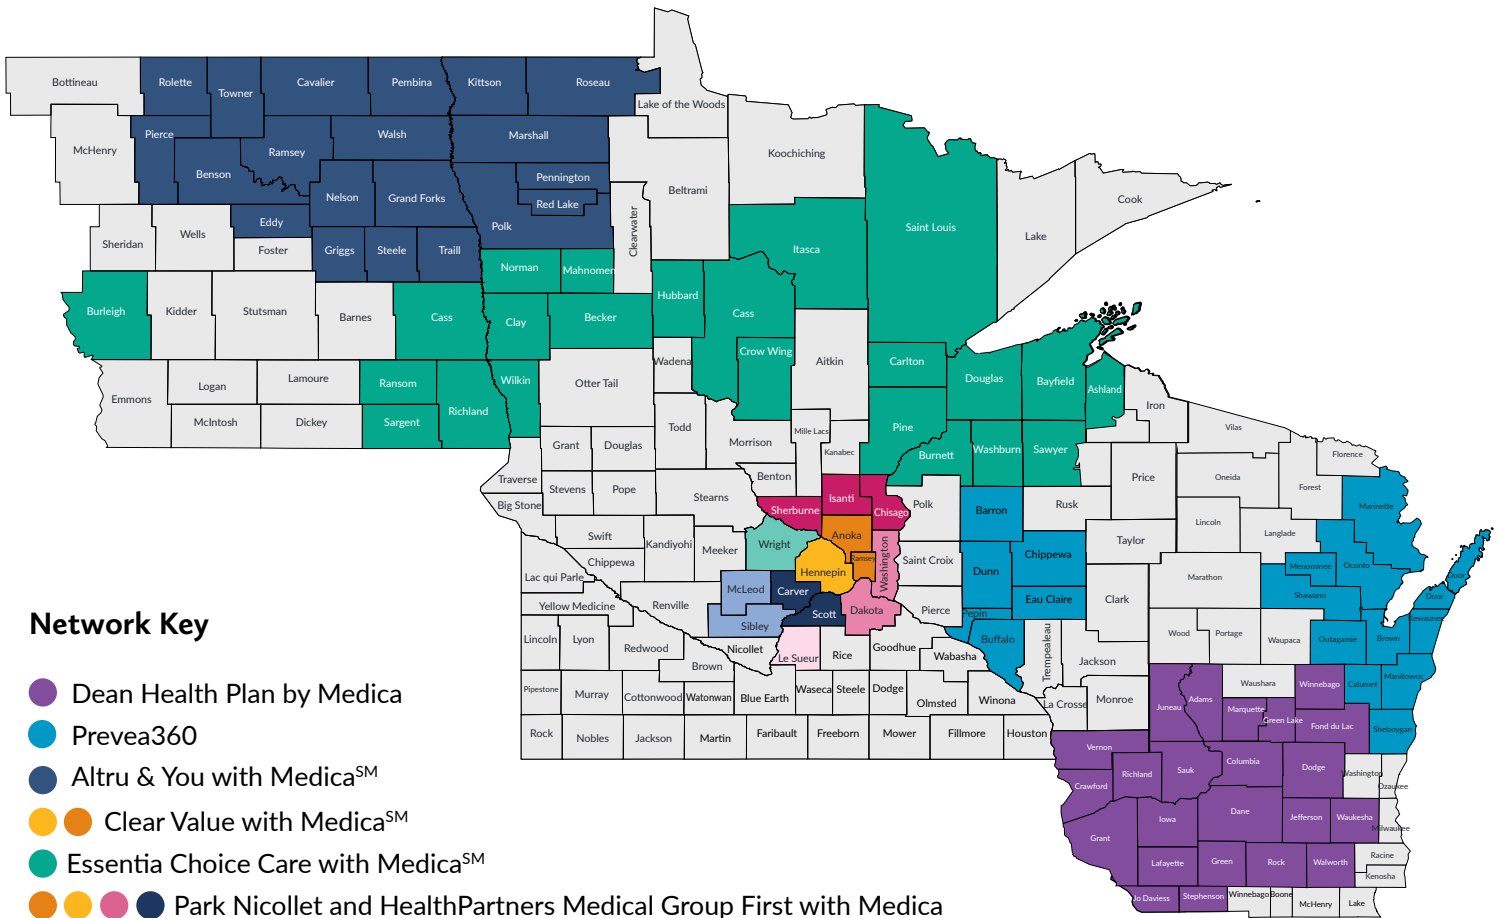 Bottineau
Rolette
Towner
Cavalier
Pembina
Kittson
Roseau
Lake of the Woods
McHenry
Pierce
Benson
Ramsey
Walsh
Marshall
Koochiching
Nelson
Grand Forks
Pennington
Red Lake
Polk
Beltrami
Clearwater
Cook
Lake
Saint Louis
Itasca
Sheridan
Wells
Eddy
Foster
Griggs
Steele
Traill
Norman
Mahnomen
Hubbard
Cass
Burleigh
Kidder
Stutsman
Barnes
Cass
Clay
Becker
Crow Wing
Wadena
Aitkin
Carlton
Douglas
Bayfield
Ashland
Iron
Vilas
Emmons
Logan
Lamoure
Ransom
Richland
Wilkin
Otter Tail
McIntosh
Dickey
Sargent
Todd
Morrison
Mille Lacs
Kanabec
Pine
Burnett
Washburn
Sawyer
Price
Oneida
Forest
Florence
Marinette
Grant
Douglas
Traverse
Big Stone
Stevens
Pope
Stearns
Benton
Sherburne
Isanti
Chisago
Polk
Barron
Rusk
Lincoln
Langlade
Taylor
Swift
Kandiyohi
Meeker
Wright
Anoka
Ramsey
Hennepin
Washington
Saint Croix
Dunn
Chippewa
Marathon
Menominee
Oconto
Shawano
Door
Door
Chippewa
Lac qui Parle
Yellow Medicine
Renville
McLeod
Carver
Scott
Dakota
Sibley
Pierce
Pepin
Eau Claire
Clark
Buffalo
Wood
Portage
Waupaca
Outagamie
Brown
Kewaunee
Lincoln
Lyon
Redwood
Brown
Nicollet
Le Sueur
Rice
Goodhue
Wabasha
Trempealeau
Jackson
Pipestone
Murray
Cottonwood
Watonwan
Blue Earth
Waseca
Steele
Dodge
Olmsted
Winona
La Crosse
Monroe
Juneau
Adams
Waushara
Winnebago
Calumet
Manitowoc
Marquette
Green Lake
Fond du Lac
Sheboygan
Rock
Nobles
Jackson
Martin
Faribault
Freeborn
Mower
Fillmore
Houston
Vernon
Crawford
Richland
Sauk
Columbia
Dodge
Washington
Ozaukee
Grant
Iowa
Dane
Jefferson
Waukesha
Milwaukee
Lafayette
Green
Rock
Walworth
Racine
Kenosha
Jo Daviess
Stephenson
Winnebago
Boone
McHenry
Lake
Network Key
Dean Health Plan by Medica
Prevea360
Altru & You with Medica℠
Clear Value with Medica℠
Essentia Choice Care with Medica℠
Park Nicollet and HealthPartners Medical Group First with Medica